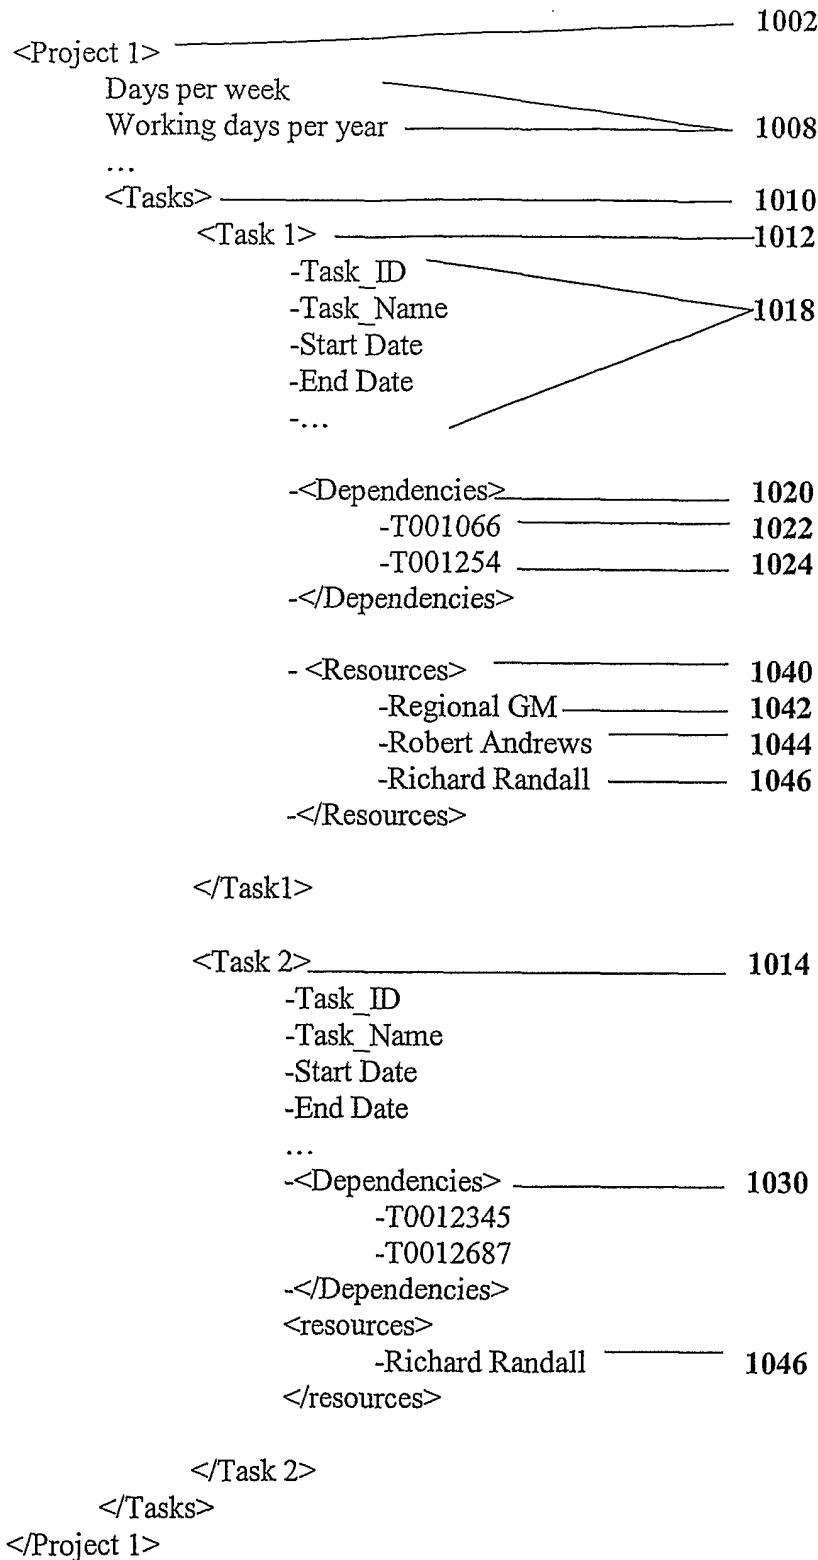 1002
<Project 1>
Days per week
Working days per year 1008
...
<Tasks> 1010
<Task 1> 1012
-Task_ID
-Task_Name 1018
-Start Date
-End Date
-...
-<Dependencies> 1020
-T001066 1022
-T001254 1024
-</Dependencies>
- <Resources> 1040
-Regional GM 1042
-Robert Andrews 1044
-Richard Randall 1046
-</Resources>
</Task1>
<Task 2> 1014
-Task_ID
-Task_Name
-Start Date
-End Date
...
-<Dependencies> 1030
-T0012345
-T0012687
-</Dependencies>
<resources>
-Richard Randall 1046
</resources>
</Task 2>
</Tasks>
</Project 1>